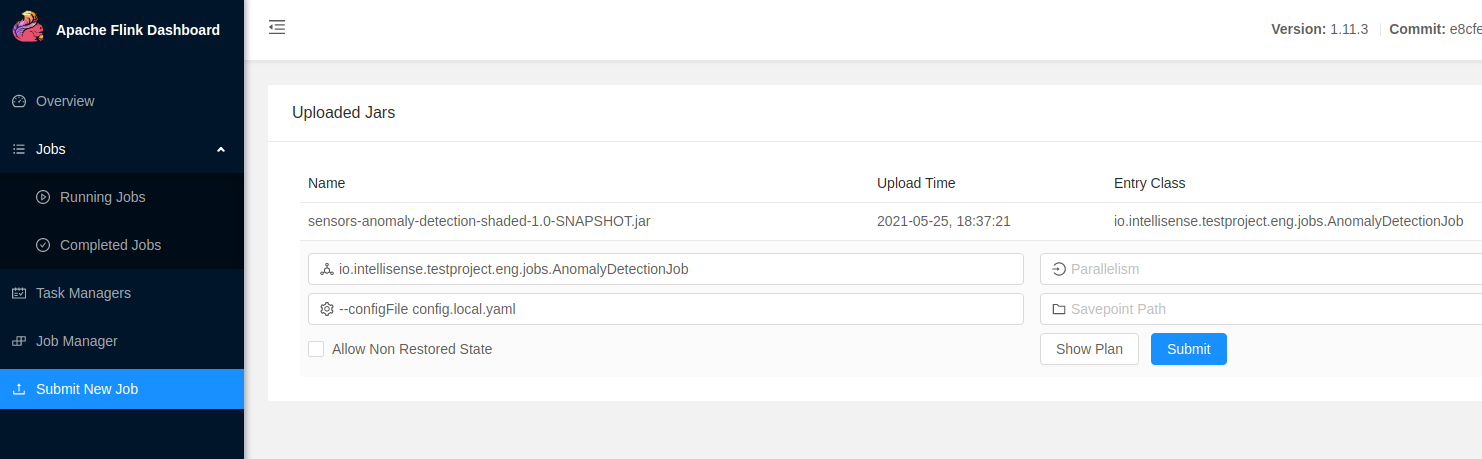 Apache Flink Dashboard
Version: 1.11.3 Commit: e8cfe
Overview
Jobs
Running Jobs
Completed Jobs
Task Managers
Job Manager
Submit New Job
Uploaded Jars
Name Upload Time Entry Class
sensors-anomaly-detection-shaded-1.0-SNAPSHOT.jar 2021-05-25, 18:37:21 io.intellisense.testproject.eng.jobs.AnomalyDetectionJob
io.intellisense.testproject.eng.jobs.AnomalyDetectionJob Parallelism
--configFile config.local.yaml Savepoint Path
Allow Non Restored State Show Plan Submit